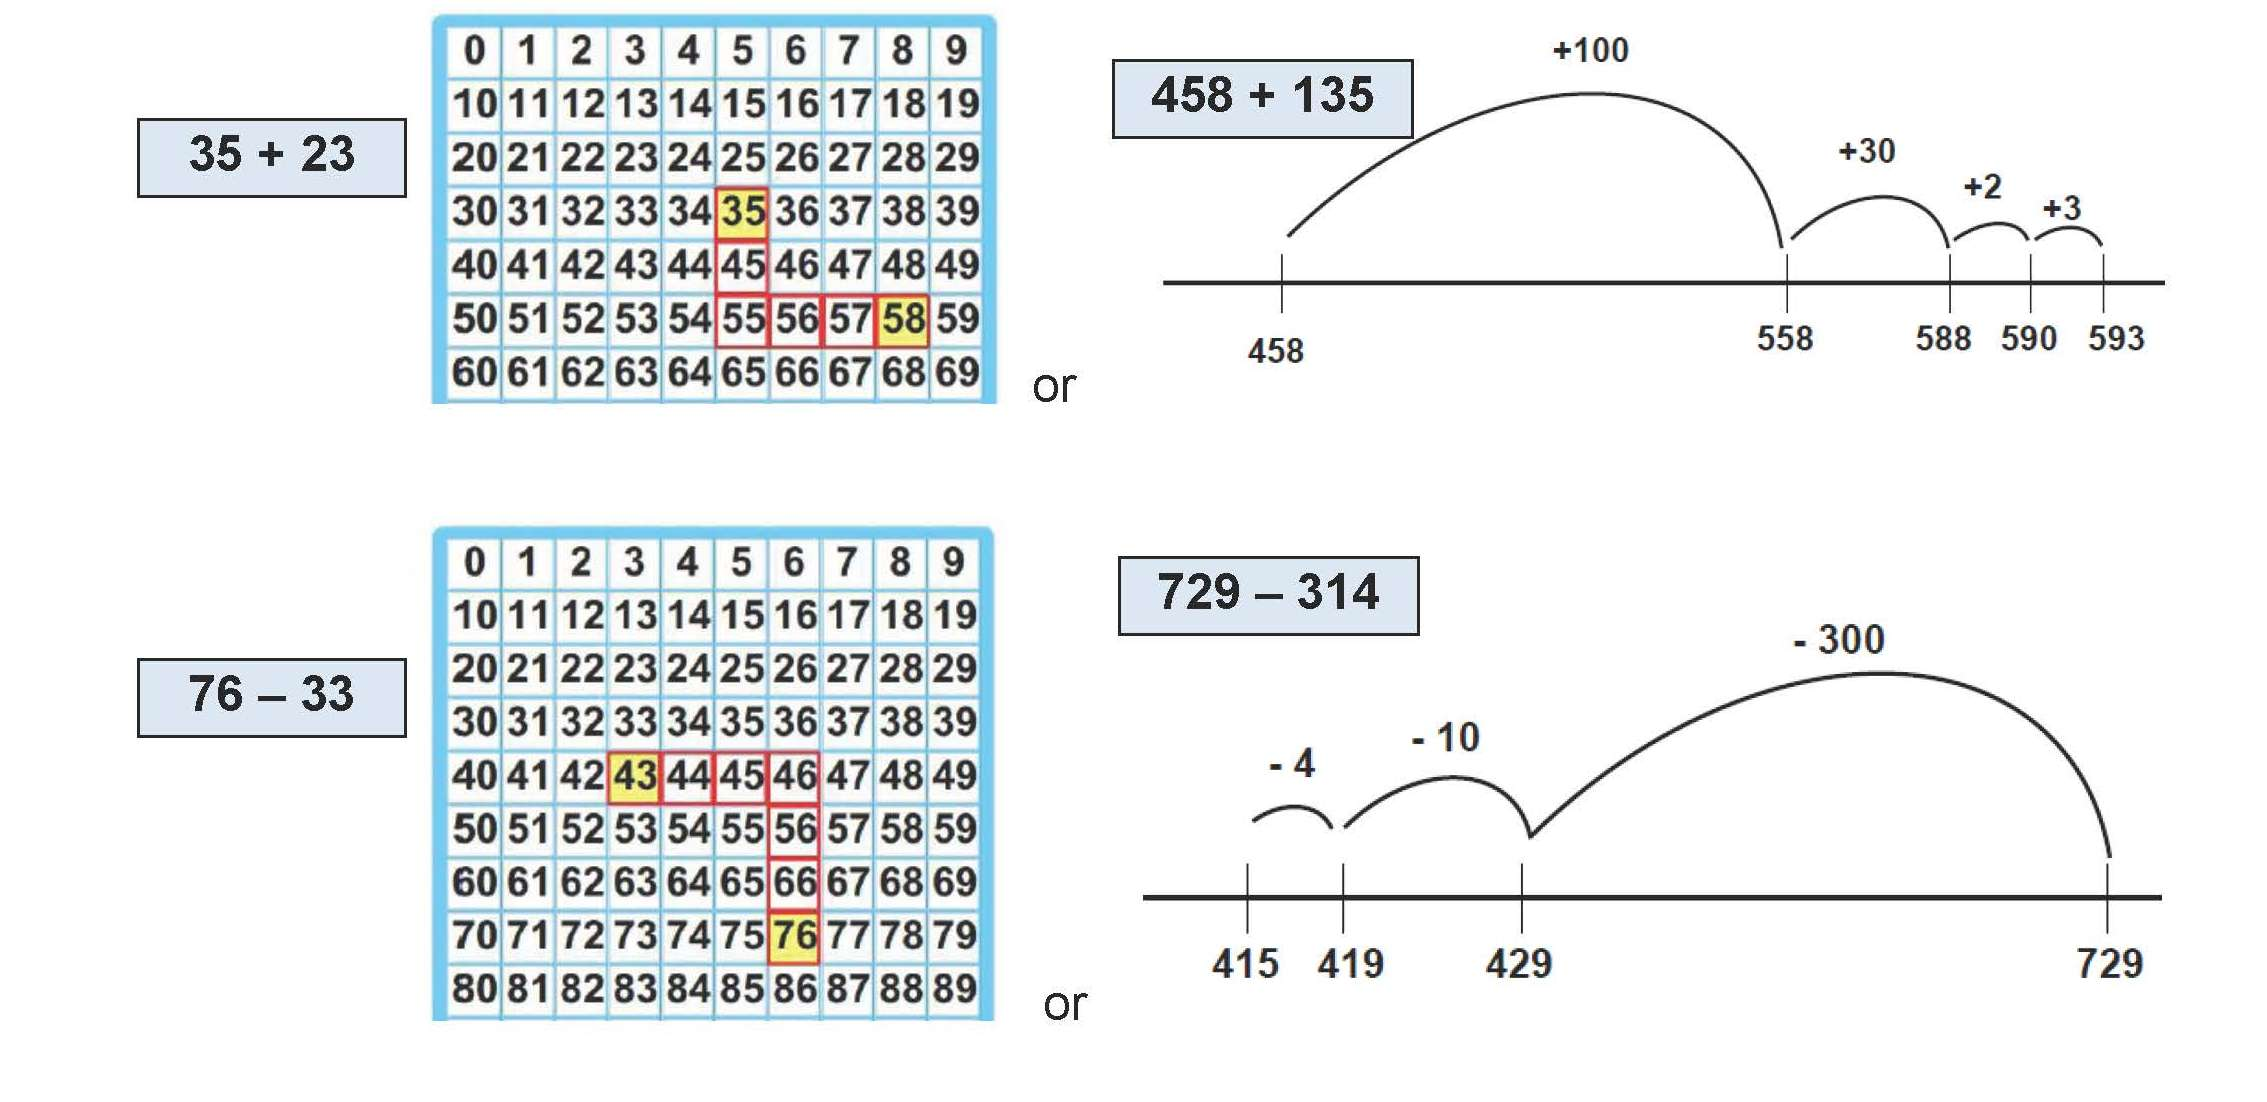 35 + 23
0 1 2 3 4 5 6 7 8 9
10 11 12 13 14 15 16 17 18 19
20 21 22 23 24 25 26 27 28 29
30 31 32 33 34 35 36 37 38 39
40 41 42 43 44 45 46 47 48 49
50 51 52 53 54 55 56 57 58 59
60 61 62 63 64 65 66 67 68 69
or
458 + 135
+100
+30
+2
+3
458 558 588 590 593
76 – 33
0 1 2 3 4 5 6 7 8 9
10 11 12 13 14 15 16 17 18 19
20 21 22 23 24 25 26 27 28 29
30 31 32 33 34 35 36 37 38 39
40 41 42 43 44 45 46 47 48 49
50 51 52 53 54 55 56 57 58 59
60 61 62 63 64 65 66 67 68 69
70 71 72 73 74 75 76 77 78 79
80 81 82 83 84 85 86 87 88 89
or
729 – 314
- 4
- 10
- 300
415 419 429 729